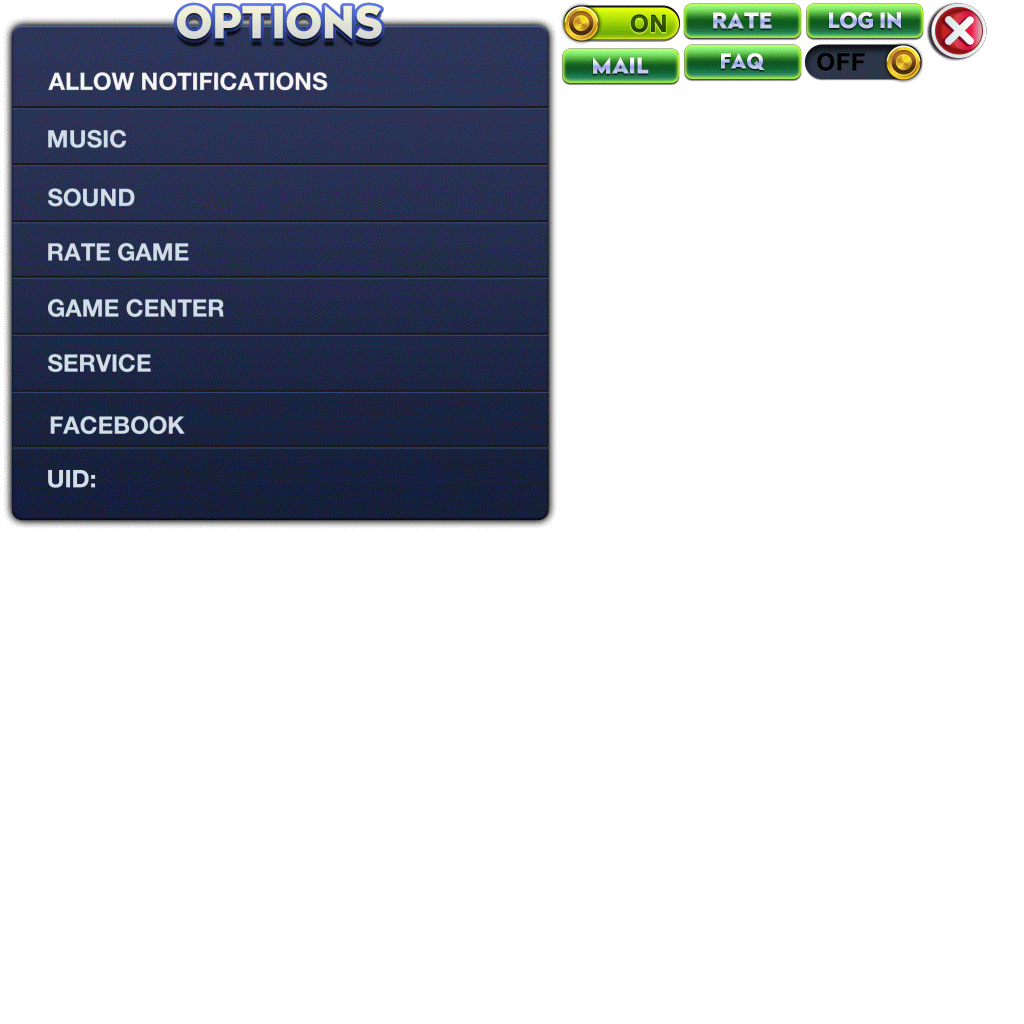 OPTIONS
ALLOW NOTIFICATIONS
MUSIC
SOUND
RATE GAME
GAME CENTER
SERVICE
FACEBOOK
UID:
ON
RATE
LOG IN
MAIL
FAQ
OFF